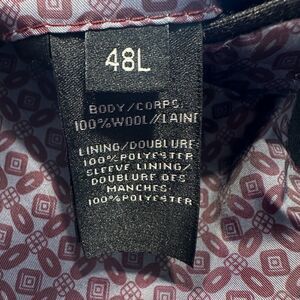 48L
BODY/CORPS:
100%WOOL/LAINE
LINING/DOUBLURE
100%POLYESTER
SLEEVE LINING/
DOUBLURE DES
MANCHES:
100%POLYESTER